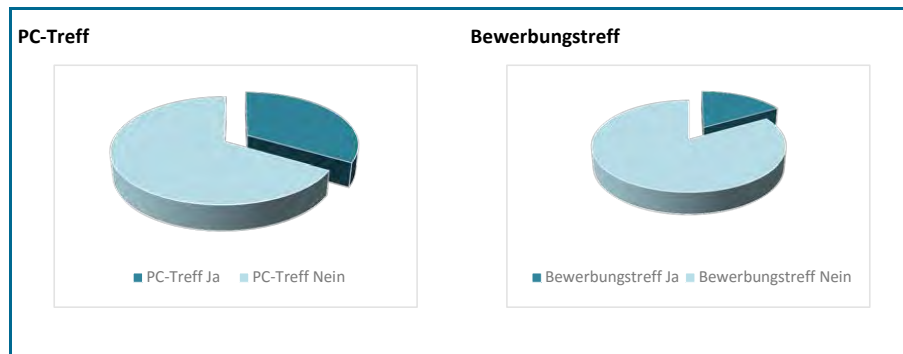 PC-Treff
Bewerbungstreff
PC-Treff Ja PC-Treff Nein
Bewerbungstreff Ja Bewerbungstreff Nein